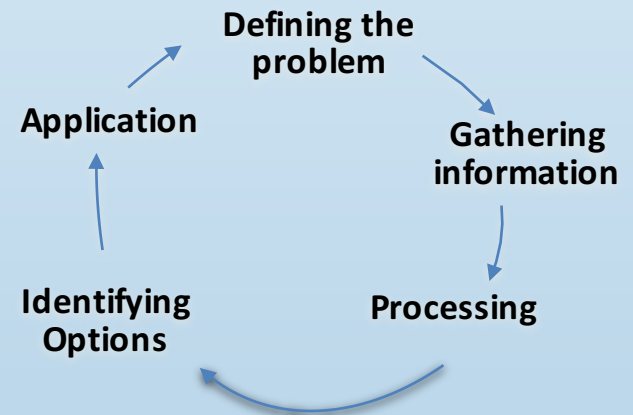 Defining the
problem
Gathering
information
Processing
Identifying
Options
Application